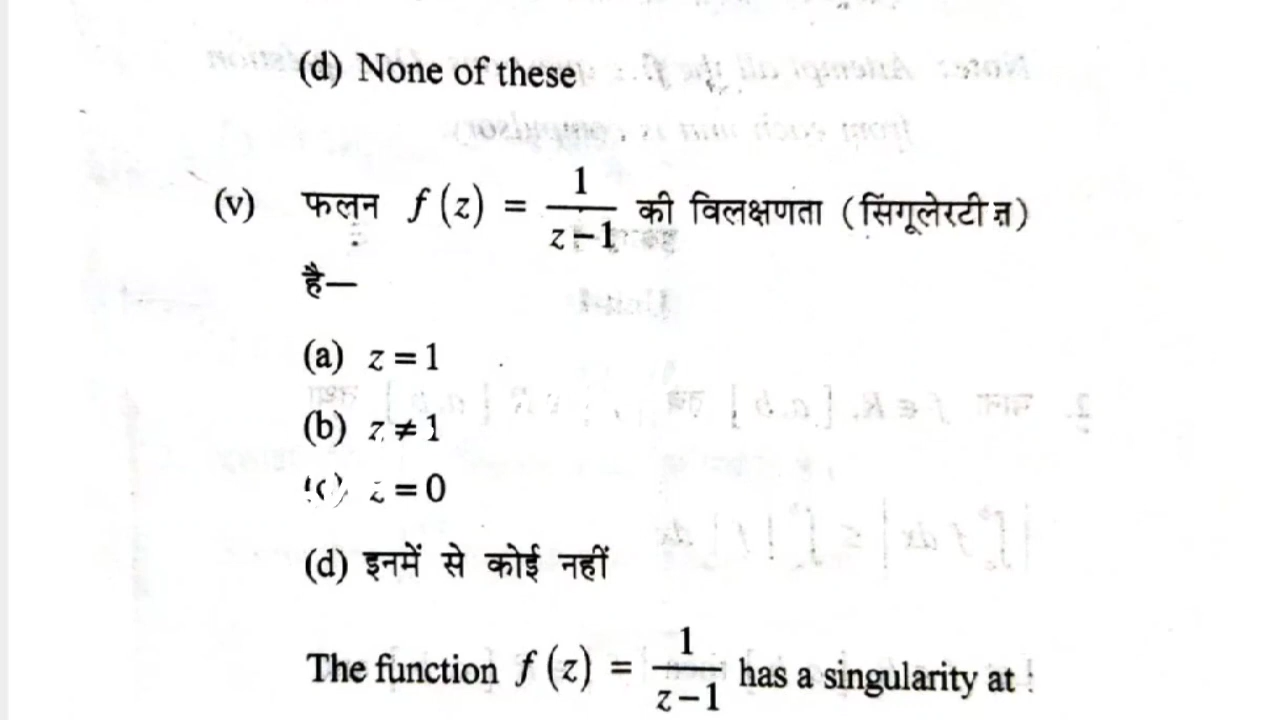 (d) None of these
(v) फलन f (z) = 1/(z−1) की विलक्षणता (सिंगूलेरटीज़)
है—
(a) z = 1
(b) z ≠ 1
(c) z = 0
(d) इनमें से कोई नहीं
The function f (z) = 1/(z−1) has a singularity at :